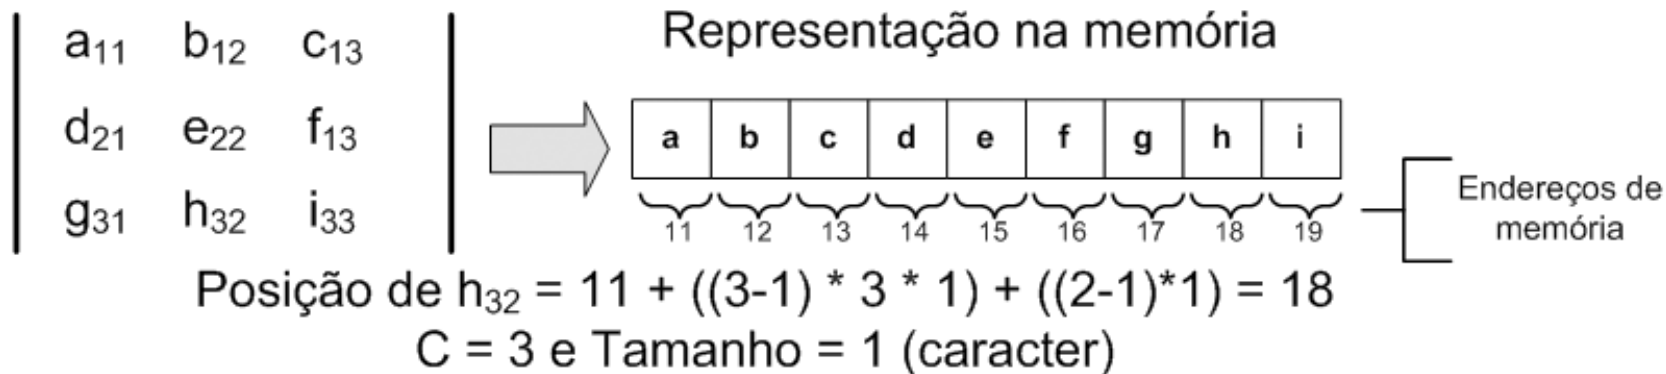 a11 b12 c13
d21 e22 f13
g31 h32 i33
Representação na memória
a b c d e f g h i
11 12 13 14 15 16 17 18 19
Endereços de
memória
Posição de h32 = 11 + ((3-1) * 3 * 1) + ((2-1)*1) = 18
C = 3 e Tamanho = 1 (caracter)